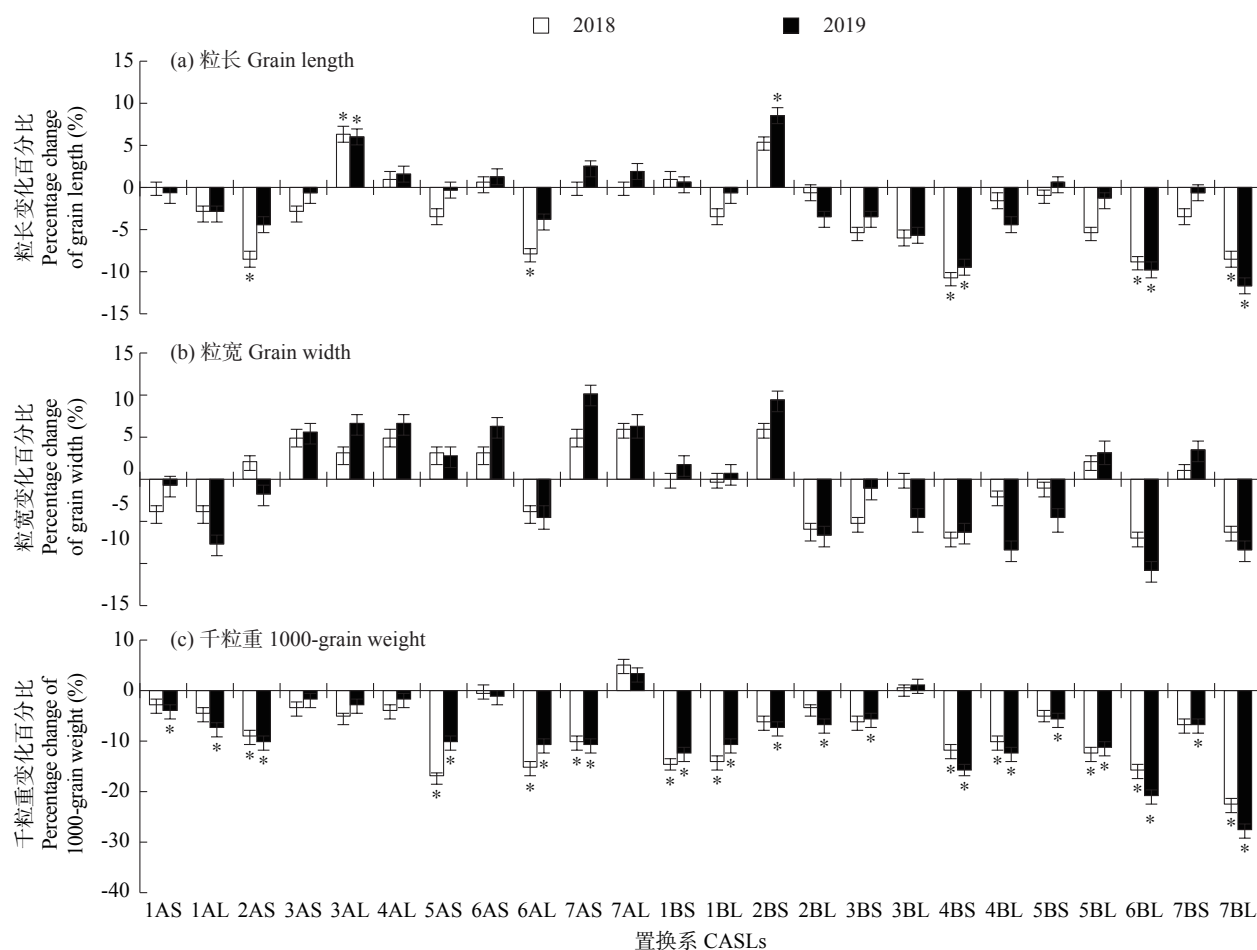 2018 2019
(a) 粒长 Grain length
粒长变化百分比
Percentage change
of grain length (%)
15
10
5
0
-5
-10
-15
* * * * * * * * * * * *
(b) 粒宽 Grain width
粒宽变化百分比
Percentage change
of grain width (%)
15
10
5
0
-5
-10
-15
(c) 千粒重 1000-grain weight
千粒重变化百分比
Percentage change of
1000-grain weight (%)
10
0
-10
-20
-30
-40
* * * * * * * * * * * * * * * * * * * * * * * * * * * *
1AS 1AL 2AS 3AS 3AL 4AL 5AS 6AS 6AL 7AS 7AL 1BS 1BL 2BS 2BL 3BS 3BL 4BS 4BL 5BS 5BL 6BL 7BS 7BL
置换系 CASLs